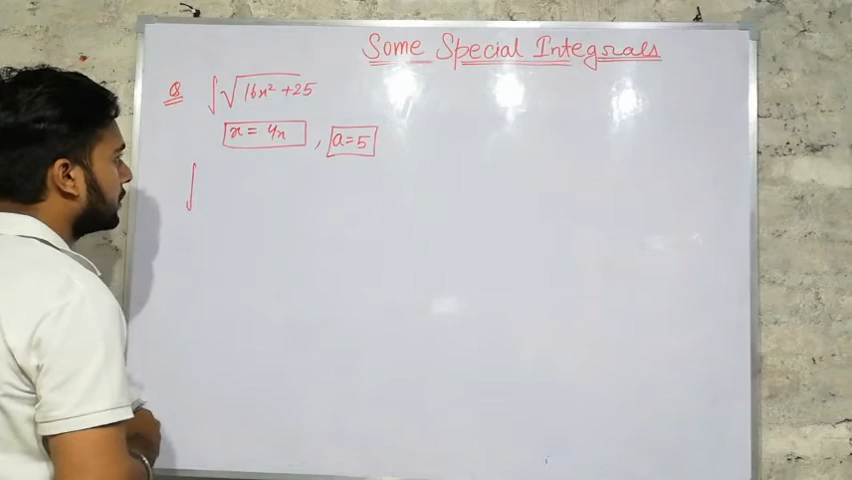 Some Special Integrals
Q ∫√16x² + 25
x = 4x , a = 5
∫